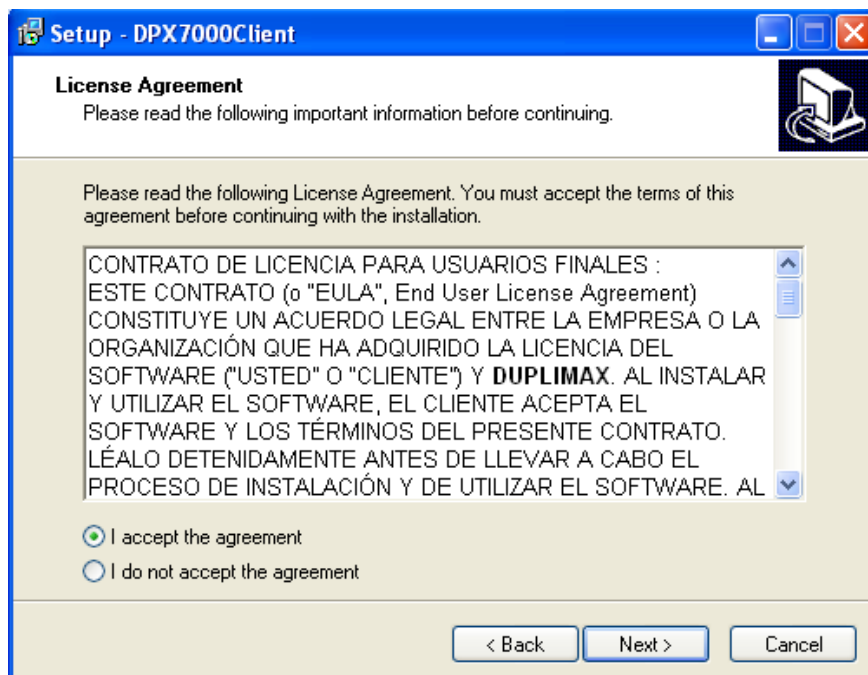 Setup - DPX7000Client
License Agreement
Please read the following important information before continuing.
Please read the following License Agreement. You must accept the terms of this
agreement before continuing with the installation.
CONTRATO DE LICENCIA PARA USUARIOS FINALES :
ESTE CONTRATO (o "EULA", End User License Agreement)
CONSTITUYE UN ACUERDO LEGAL ENTRE LA EMPRESA O LA
ORGANIZACIÓN QUE HA ADQUIRIDO LA LICENCIA DEL
SOFTWARE ("USTED" O "CLIENTE") Y DUPLIMAX. AL INSTALAR
Y UTILIZAR EL SOFTWARE, EL CLIENTE ACEPTA EL
SOFTWARE Y LOS TÉRMINOS DEL PRESENTE CONTRATO.
LÉALO DETENIDAMENTE ANTES DE LLEVAR A CABO EL
PROCESO DE INSTALACIÓN Y DE UTILIZAR EL SOFTWARE. AL
I accept the agreement
I do not accept the agreement
< Back Next > Cancel